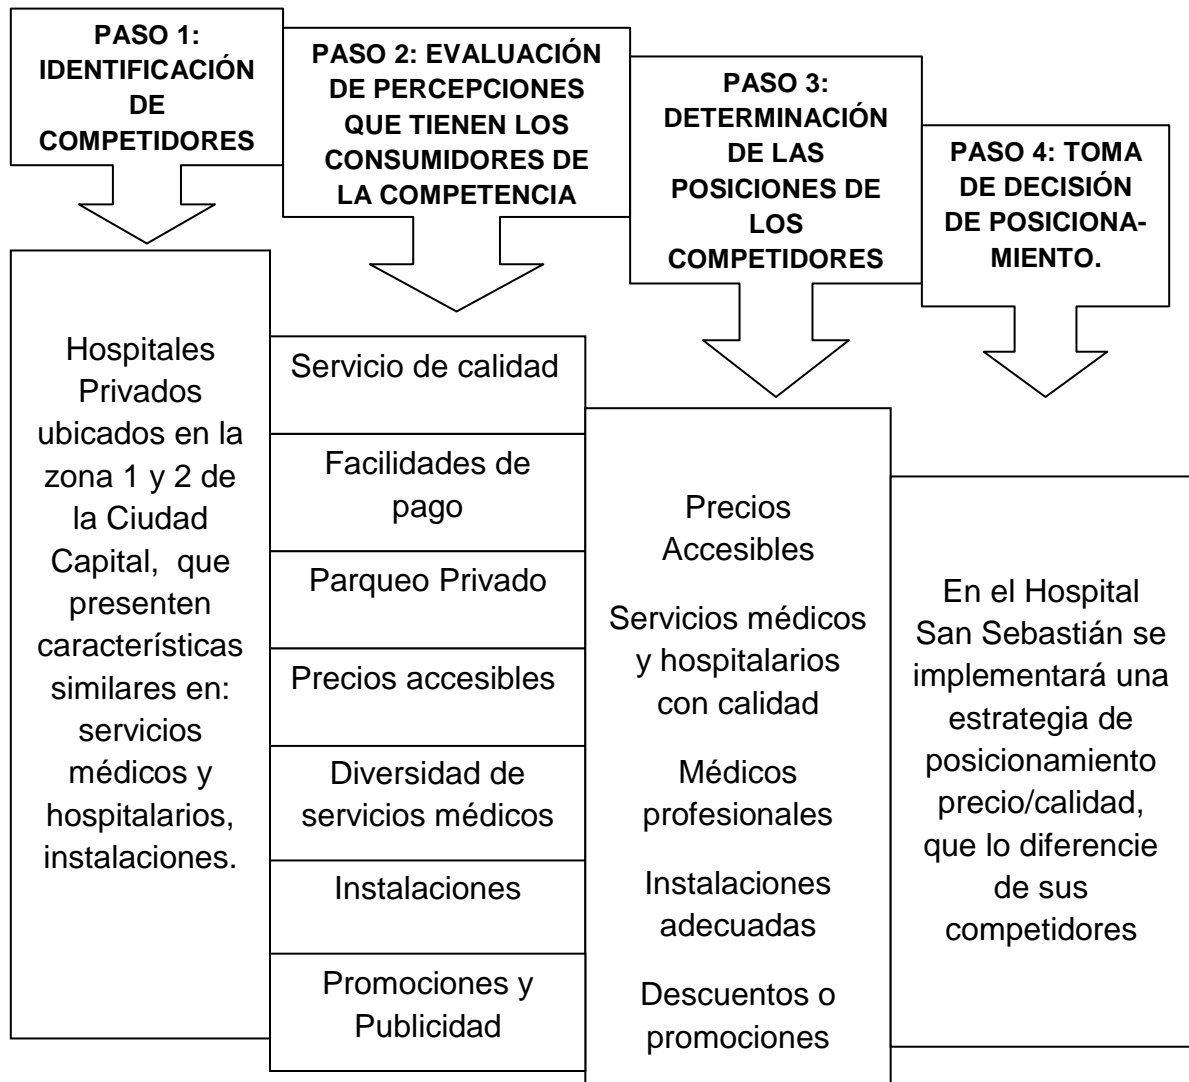 PASO 1:
IDENTIFICACIÓN
DE
COMPETIDORES
PASO 2: EVALUACIÓN
DE PERCEPCIONES
QUE TIENEN LOS
CONSUMIDORES DE
LA COMPETENCIA
PASO 3:
DETERMINACIÓN
DE LAS
POSICIONES DE
LOS
COMPETIDORES
PASO 4: TOMA
DE DECISIÓN
DE POSICIONA-
MIENTO.
Hospitales
Privados
ubicados en la
zona 1 y 2 de
la Ciudad
Capital, que
presenten
características
similares en:
servicios
médicos y
hospitalarios,
instalaciones.
Servicio de calidad
Facilidades de
pago
Parqueo Privado
Precios accesibles
Diversidad de
servicios médicos
Instalaciones
Promociones y
Publicidad
Precios
Accesibles
Servicios médicos
y hospitalarios
con calidad
Médicos
profesionales
Instalaciones
adecuadas
Descuentos o
promociones
En el Hospital
San Sebastián se
implementará una
estrategia de
posicionamiento
precio/calidad,
que lo diferencie
de sus
competidores